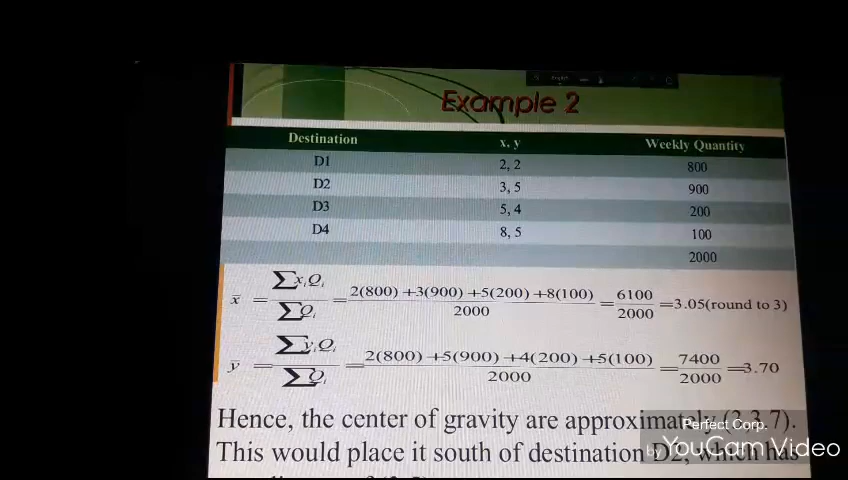 Example 2
Destination x, y Weekly Quantity
D1 2, 2 800
D2 3, 5 900
D3 5, 4 200
D4 8, 5 100
2000
x̄ = ∑xᵢQᵢ / ∑Qᵢ = 2(800)+3(900)+5(200)+8(100) / 2000 = 6100 / 2000 = 3.05(round to 3)
ȳ = ∑yᵢQᵢ / ∑Qᵢ = 2(800)+5(900)+4(200)+5(100) / 2000 = 7400 / 2000 = 3.70
Hence, the center of gravity are approximately (3,3.7).
This would place it south of destination D2, which has
Perfect Corp.
by YouCam Video